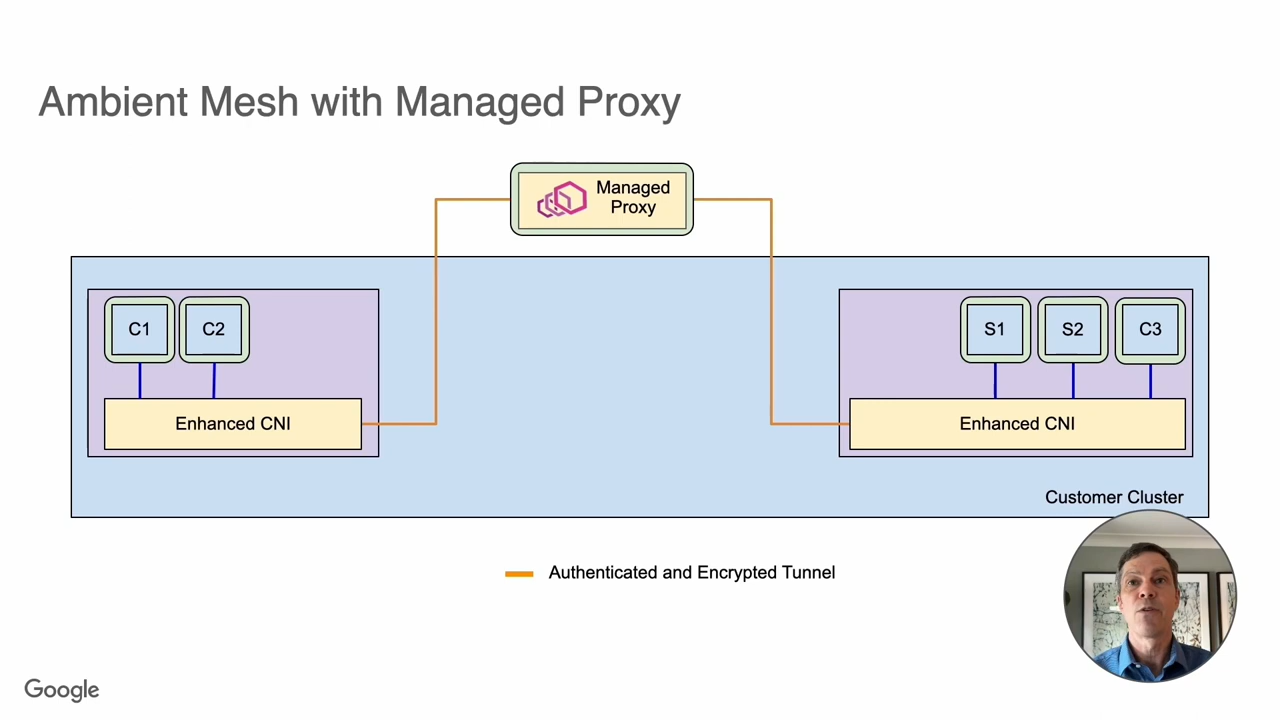 Ambient Mesh with Managed Proxy
Managed
Proxy
C1
C2
S1
S2
C3
Enhanced CNI
Enhanced CNI
Customer Cluster
Authenticated and Encrypted Tunnel
Google